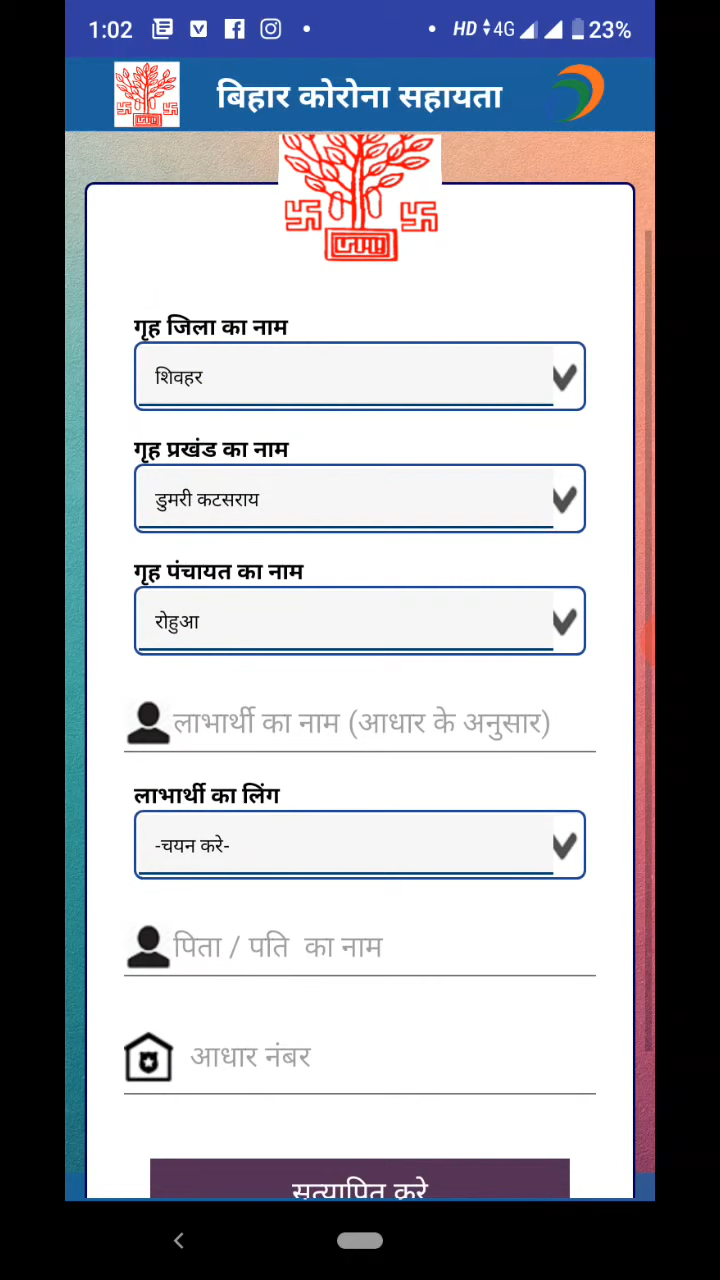 1:02 HD 4G 23%
बिहार कोरोना सहायता
गृह जिला का नाम
शिवहर
गृह प्रखंड का नाम
डुमरी कटसराय
गृह पंचायत का नाम
रोहुआ
लाभार्थी का नाम (आधार के अनुसार)
लाभार्थी का लिंग
-चयन करे-
पिता / पति का नाम
आधार नंबर
सत्यापित करे